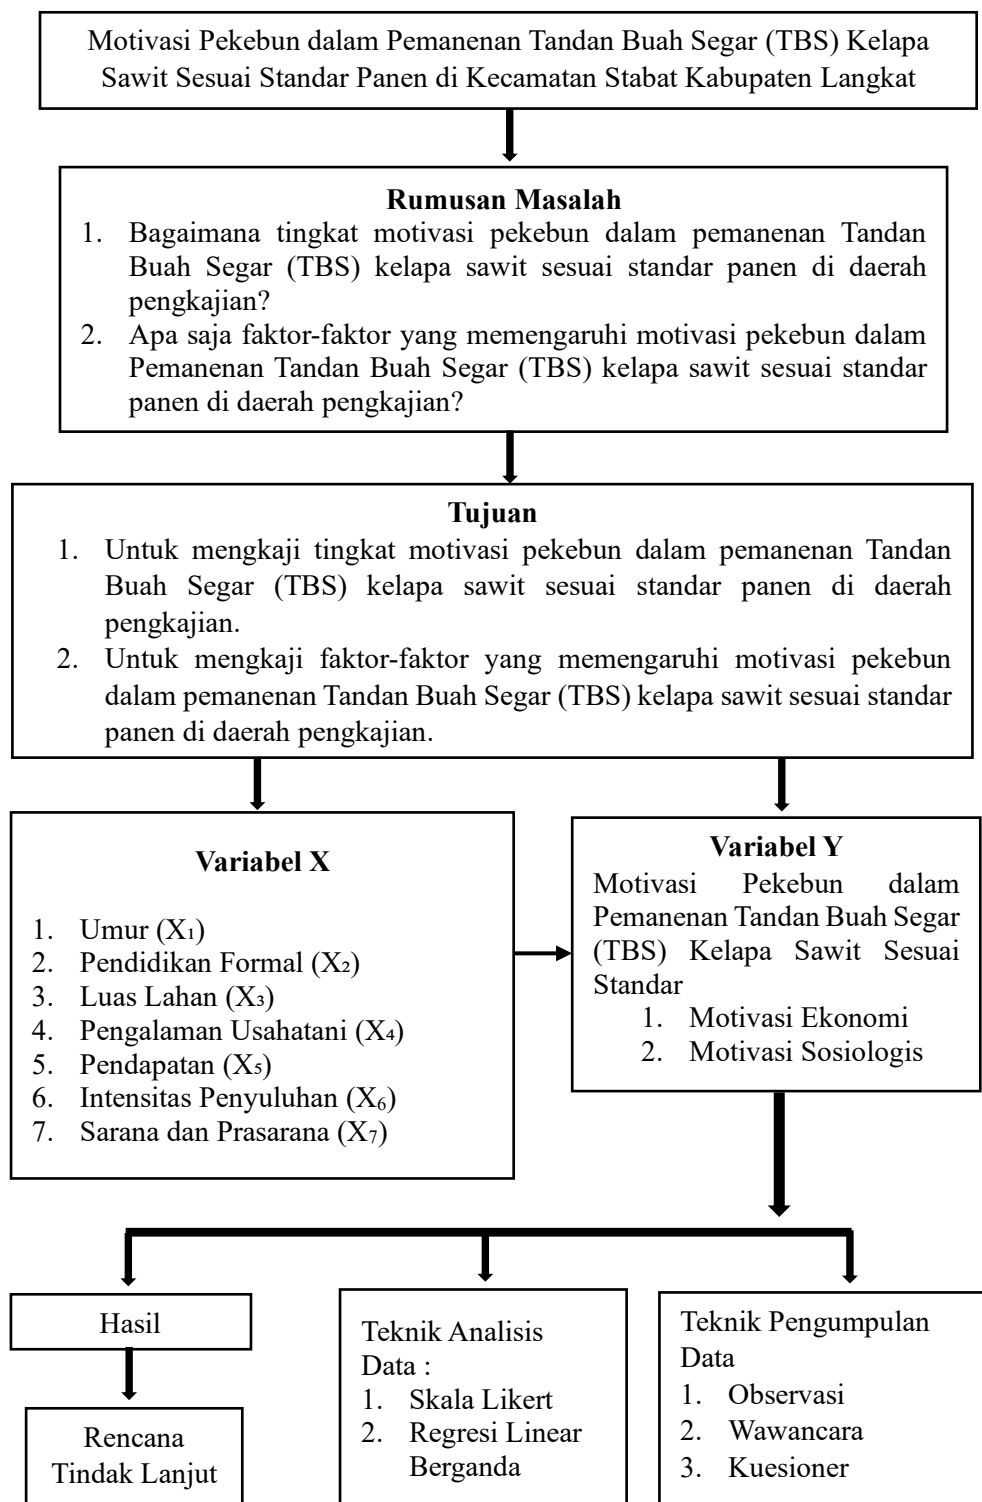 Motivasi Pekebun dalam Pemanenan Tandan Buah Segar (TBS) Kelapa
Sawit Sesuai Standar Panen di Kecamatan Stabat Kabupaten Langkat
Rumusan Masalah
1. Bagaimana tingkat motivasi pekebun dalam pemanenan Tandan
Buah Segar (TBS) kelapa sawit sesuai standar panen di daerah
pengkajian?
2. Apa saja faktor-faktor yang memengaruhi motivasi pekebun dalam
Pemanenan Tandan Buah Segar (TBS) kelapa sawit sesuai standar
panen di daerah pengkajian?
Tujuan
1. Untuk mengkaji tingkat motivasi pekebun dalam pemanenan Tandan
Buah Segar (TBS) kelapa sawit sesuai standar panen di daerah
pengkajian.
2. Untuk mengkaji faktor-faktor yang memengaruhi motivasi pekebun
dalam pemanenan Tandan Buah Segar (TBS) kelapa sawit sesuai standar
panen di daerah pengkajian.
Variabel X
1. Umur (X₁)
2. Pendidikan Formal (X₂)
3. Luas Lahan (X₃)
4. Pengalaman Usahatani (X₄)
5. Pendapatan (X₅)
6. Intensitas Penyuluhan (X₆)
7. Sarana dan Prasarana (X₇)
Variabel Y
Motivasi Pekebun dalam
Pemanenan Tandan Buah Segar
(TBS) Kelapa Sawit Sesuai
Standar
1. Motivasi Ekonomi
2. Motivasi Sosiologis
Hasil
Rencana
Tindak Lanjut
Teknik Analisis
Data :
1. Skala Likert
2. Regresi Linear
Berganda
Teknik Pengumpulan
Data
1. Observasi
2. Wawancara
3. Kuesioner